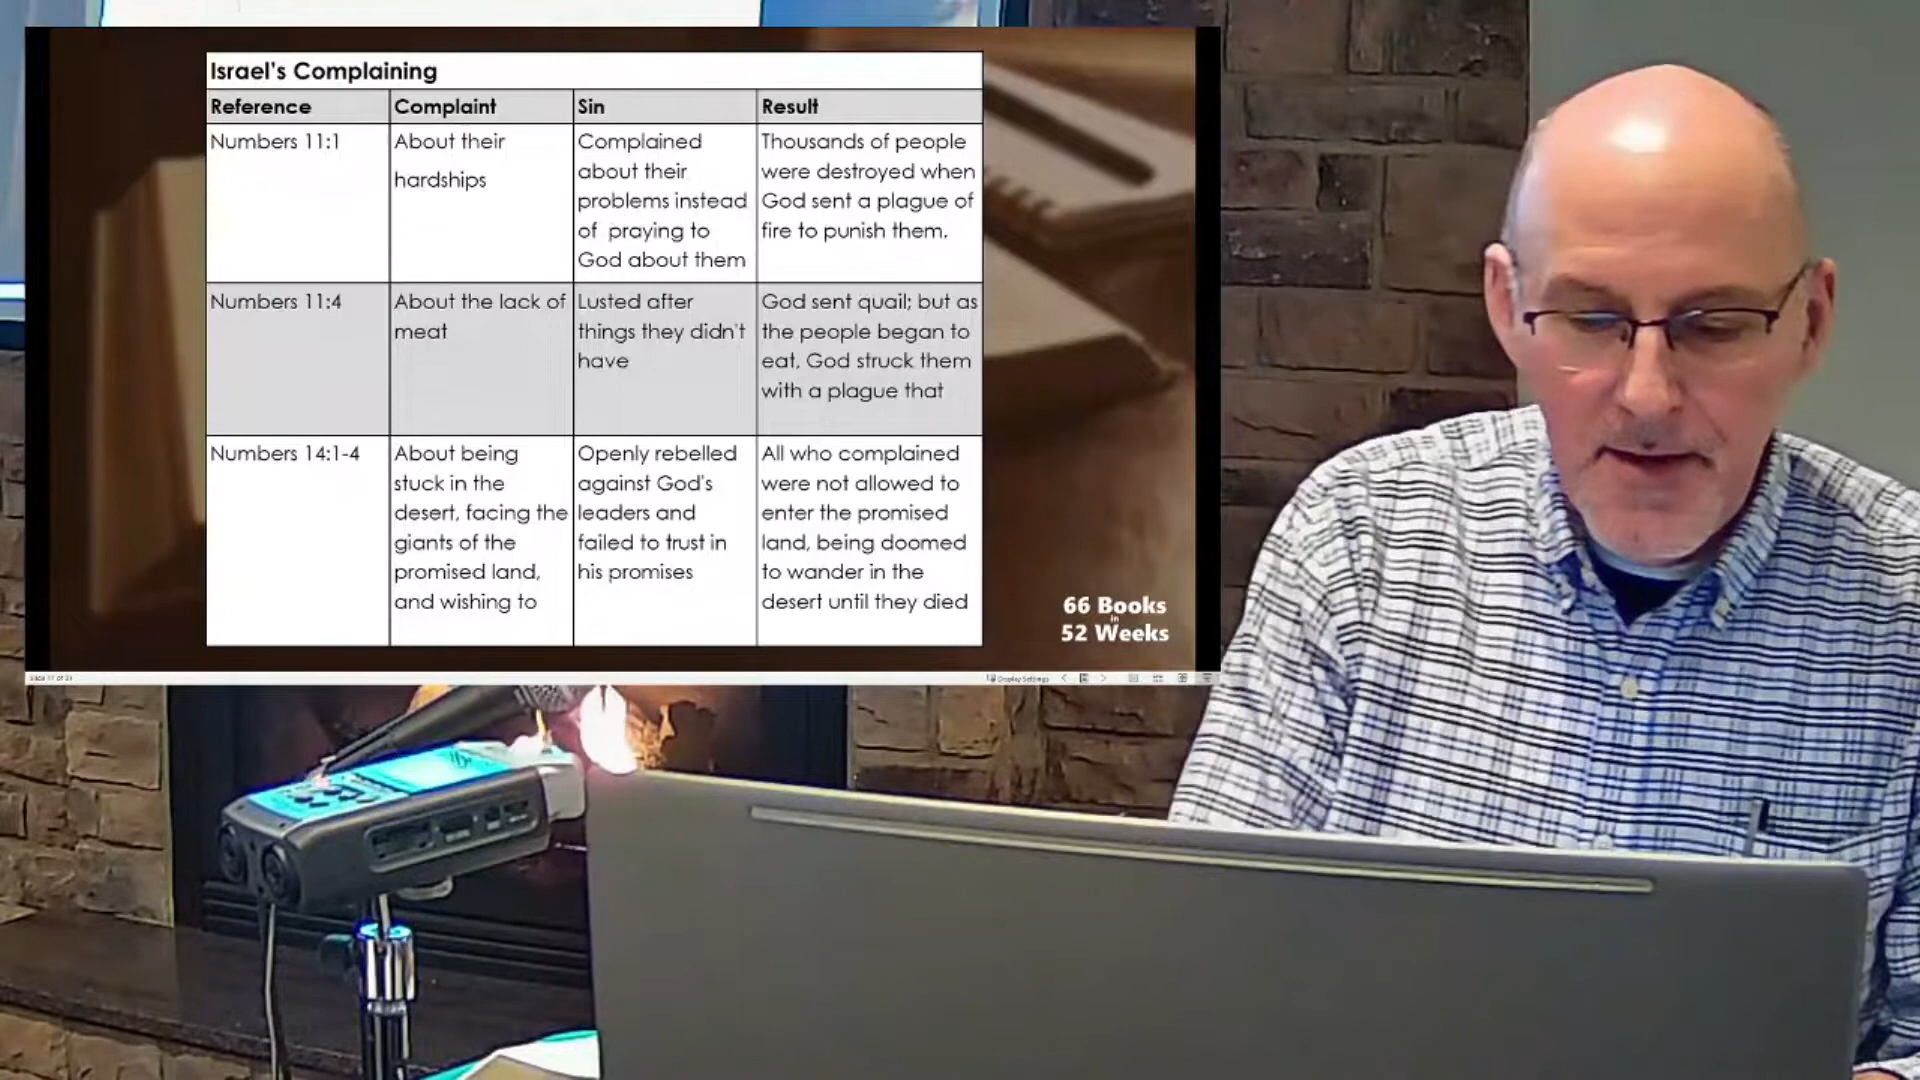 Israel's Complaining
Reference Complaint Sin Result
Numbers 11:1
About their
hardships
Complained
about their
problems instead
of praying to
God about them
Thousands of people
were destroyed when
God sent a plague of
fire to punish them.
Numbers 11:4
About the lack of
meat
Lusted after
things they didn't
have
God sent quail; but as
the people began to
eat, God struck them
with a plague that
Numbers 14:1-4
About being
stuck in the
desert, facing the
giants of the
promised land,
and wishing to
Openly rebelled
against God's
leaders and
failed to trust in
his promises
All who complained
were not allowed to
enter the promised
land, being doomed
to wander in the
desert until they died
66 Books
in
52 Weeks
Display Settings